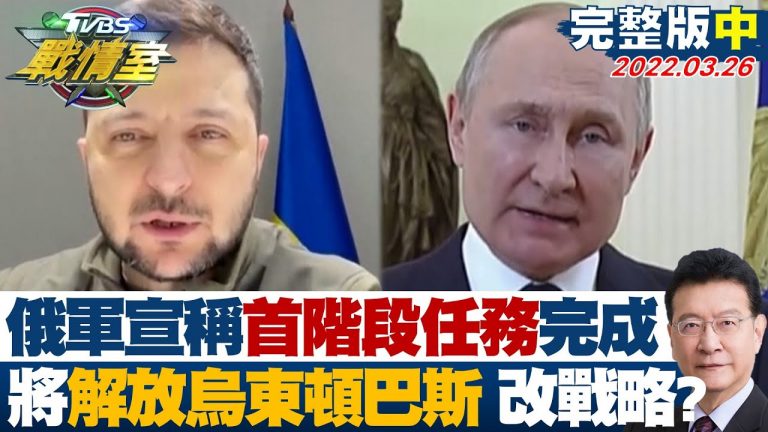 TVBS
戰情室
完整版中
2022.03.26
俄軍宣稱首階段任務完成
將解放烏東頓巴斯 改戰略?